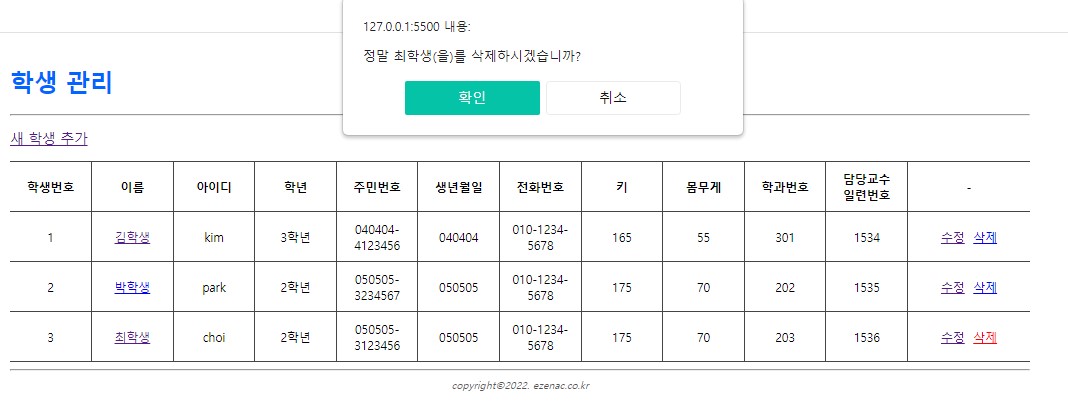 127.0.0.1:5500 내용:
정말 최학생(을)를 삭제하시겠습니까?
확인 취소
학생 관리
새 학생 추가
학생번호 이름 아이디 학년 주민번호 생년월일 전화번호 키 몸무게 학과번호 담당교수 일련번호 -
1 김학생 kim 3학년 040404-4123456 040404 010-1234-5678 165 55 301 1534 수정 삭제
2 박학생 park 2학년 050505-3234567 050505 010-1234-5678 175 70 202 1535 수정 삭제
3 최학생 choi 2학년 050505-3123456 050505 010-1234-5678 175 70 203 1536 수정 삭제
copyright©2022. ezenac.co.kr